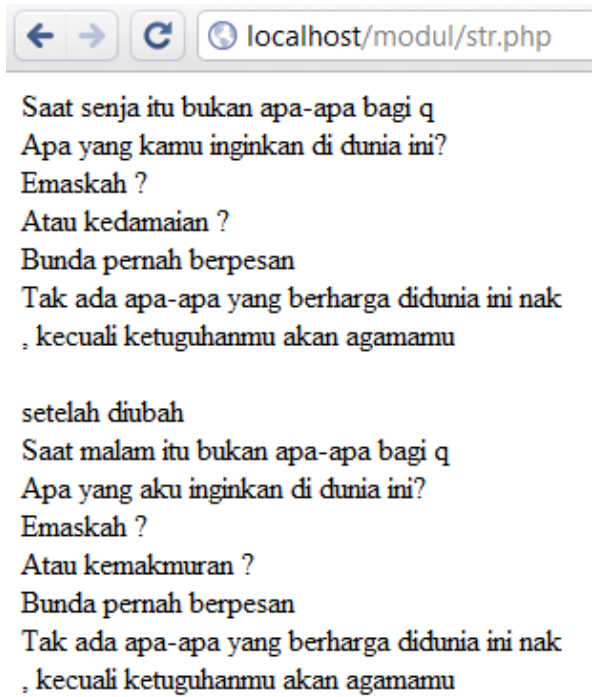 localhost/modul/str.php
Saat senja itu bukan apa-apa bagi q
Apa yang kamu inginkan di dunia ini?
Emaskah ?
Atau kedamaian ?
Bunda pernah berpesan
Tak ada apa-apa yang berharga didunia ini nak
, kecuali ketuguhanmu akan agamamu
setelah diubah
Saat malam itu bukan apa-apa bagi q
Apa yang aku inginkan di dunia ini?
Emaskah ?
Atau kemakmuran ?
Bunda pernah berpesan
Tak ada apa-apa yang berharga didunia ini nak
, kecuali ketuguhanmu akan agamamu